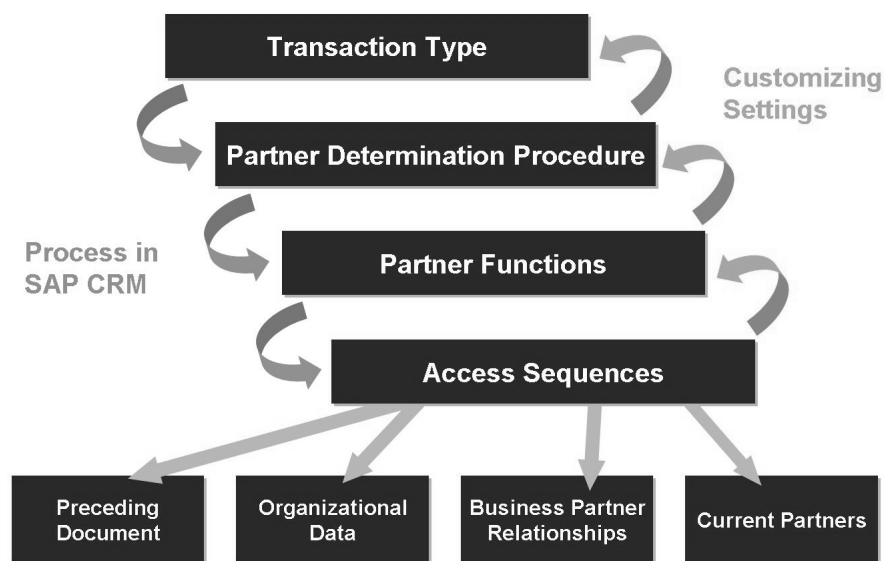 Transaction Type
Customizing
Settings
Partner Determination Procedure
Process in
SAP CRM
Partner Functions
Access Sequences
Preceding
Document
Organizational
Data
Business Partner
Relationships
Current Partners